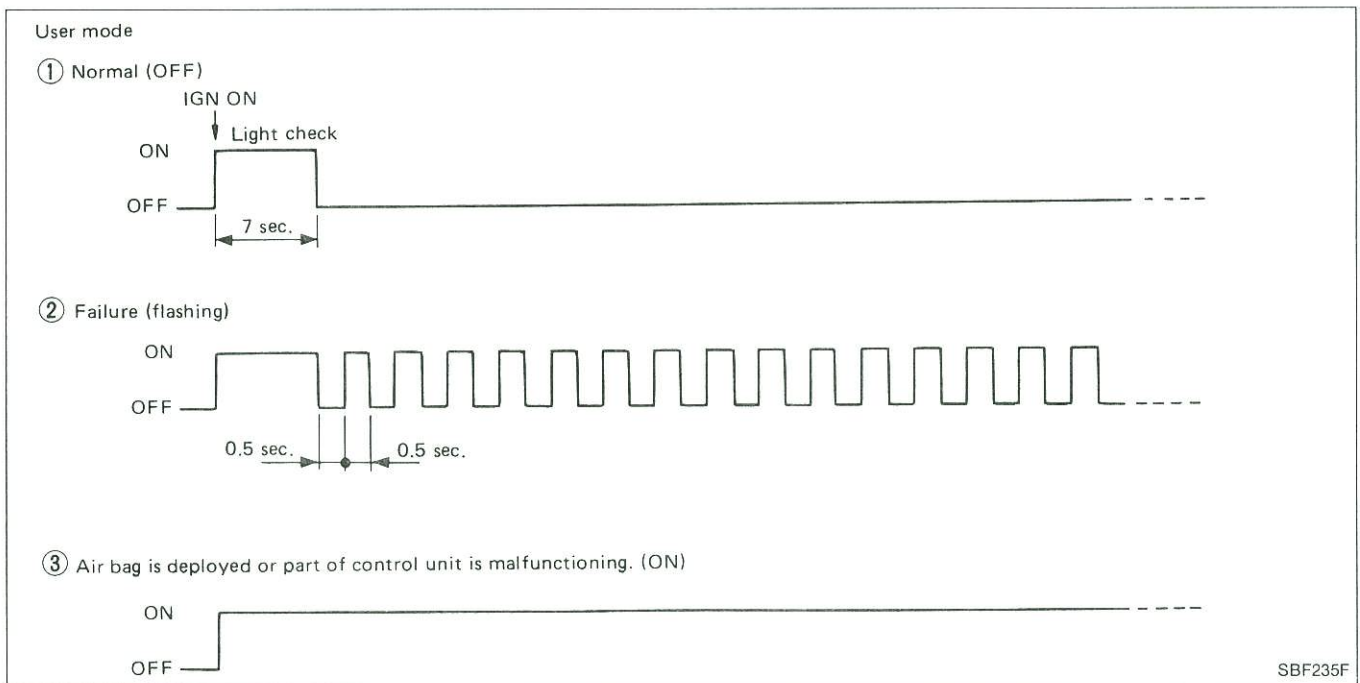 User mode
① Normal (OFF)
IGN ON
Light check
ON
OFF
7 sec.
② Failure (flashing)
ON
OFF
0.5 sec. 0.5 sec.
③ Air bag is deployed or part of control unit is malfunctioning. (ON)
ON
OFF
SBF235F